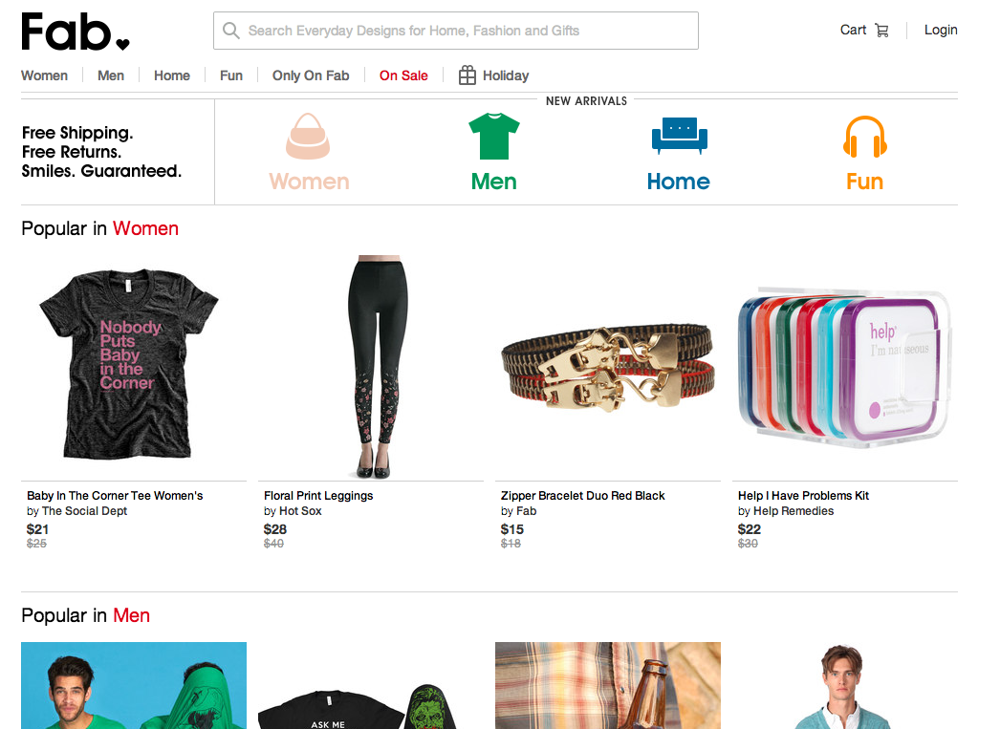 Fab.
Search Everyday Designs for Home, Fashion and Gifts
Cart
Login
Women
Men
Home
Fun
Only On Fab
On Sale
Holiday
NEW ARRIVALS
Free Shipping.
Free Returns.
Smiles. Guaranteed.
Women
Men
Home
Fun
Popular in Women
Nobody
Puts
Baby
in the
Corner
help
I'm nauseous
Baby In The Corner Tee Women's
by The Social Dept
$21
$25
Floral Print Leggings
by Hot Sox
$28
$40
Zipper Bracelet Duo Red Black
by Fab
$15
$18
Help I Have Problems Kit
by Help Remedies
$22
$30
Popular in Men
ASK ME